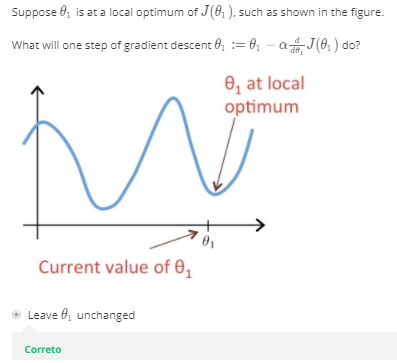 Suppose θ₁ is at a local optimum of J(θ₁), such as shown in the figure.
What will one step of gradient descent θ₁ := θ₁ − α d/dθ₁ J(θ₁) do?
θ₁ at local
optimum
θ₁
Current value of θ₁
Leave θ₁ unchanged
Correto